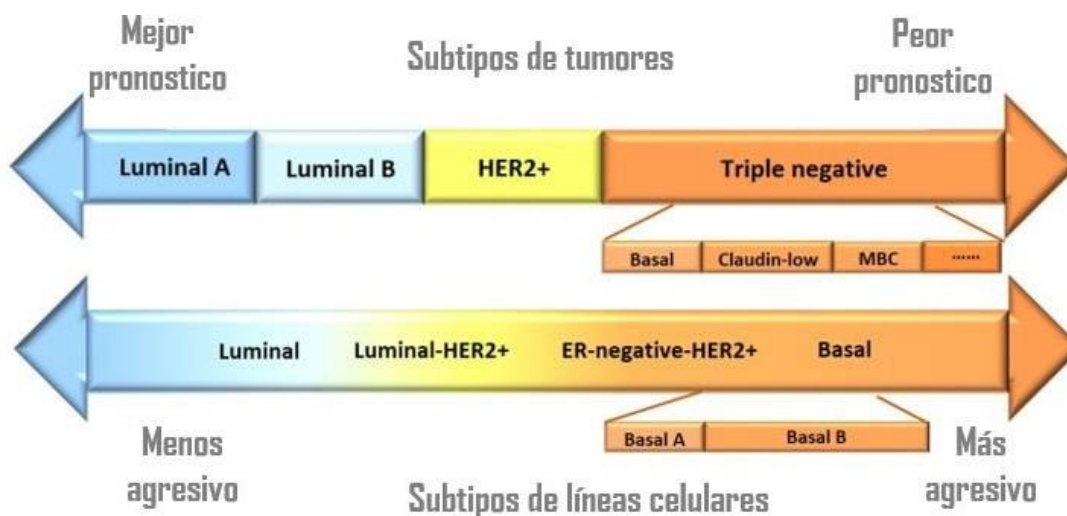 Mejor
pronostico
Subtipos de tumores
Peor
pronostico
Luminal A
Luminal B
HER2+
Triple negative
Basal
Claudin-low
MBC
......
Luminal
Luminal-HER2+
ER-negative-HER2+
Basal
Basal A
Basal B
Menos
agresivo
Subtipos de líneas celulares
Más
agresivo